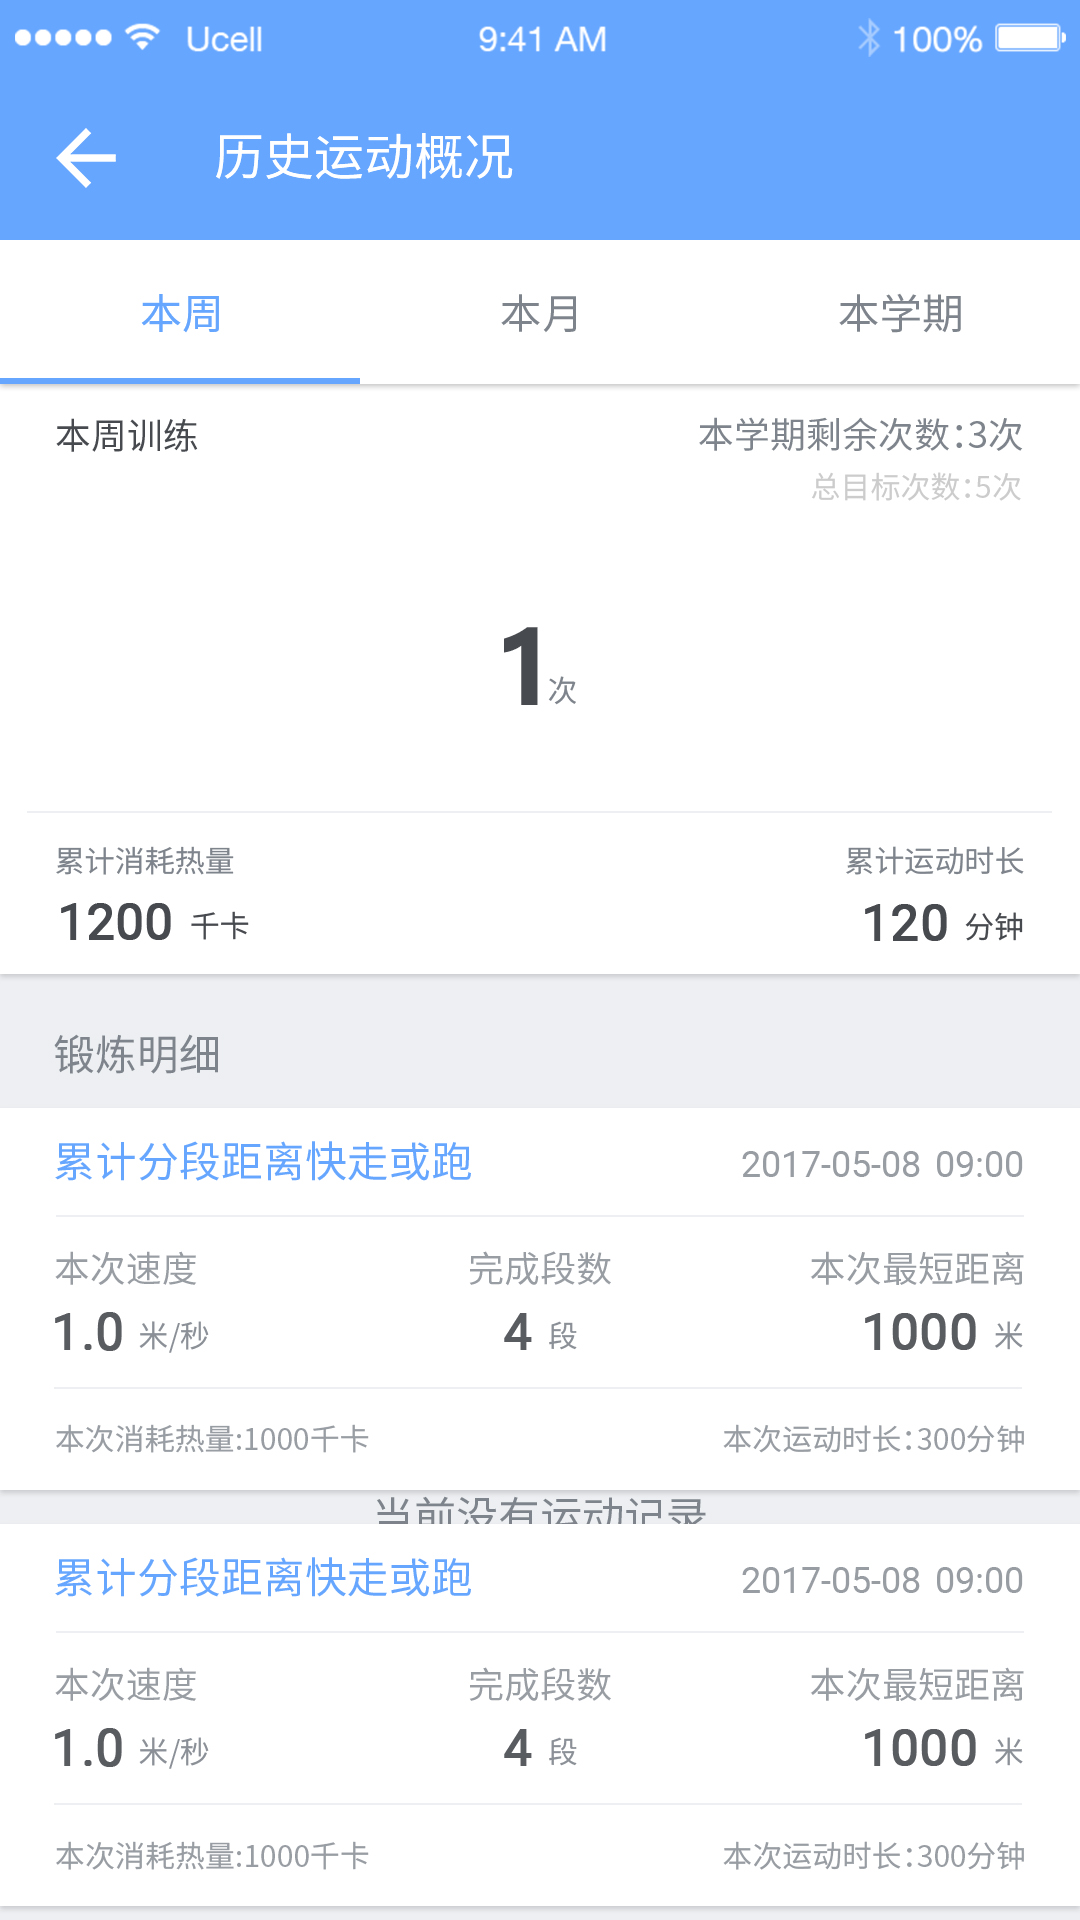 Ucell 9:41 AM 100%
历史运动概况
本周 本月 本学期
本周训练 本学期剩余次数:3次
总目标次数:5次
1次
累计消耗热量 累计运动时长
1200 千卡 120 分钟
锻炼明细
累计分段距离快走或跑 2017-05-08 09:00
本次速度 完成段数 本次最短距离
1.0 米/秒 4 段 1000 米
本次消耗热量:1000千卡 本次运动时长:300分钟
当前没有运动记录
累计分段距离快走或跑 2017-05-08 09:00
本次速度 完成段数 本次最短距离
1.0 米/秒 4 段 1000 米
本次消耗热量:1000千卡 本次运动时长:300分钟